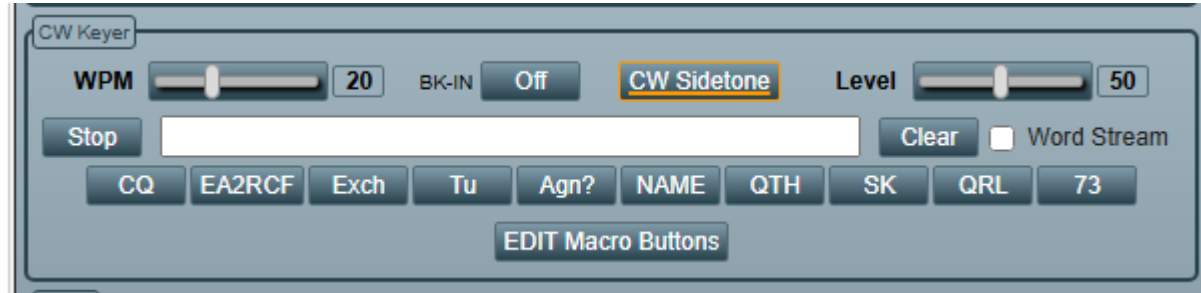 CW Keyer
WPM 20 BK-IN Off CW Sidetone Level 50
Stop Clear Word Stream
CQ EA2RCF Exch Tu Agn? NAME QTH SK QRL 73
EDIT Macro Buttons